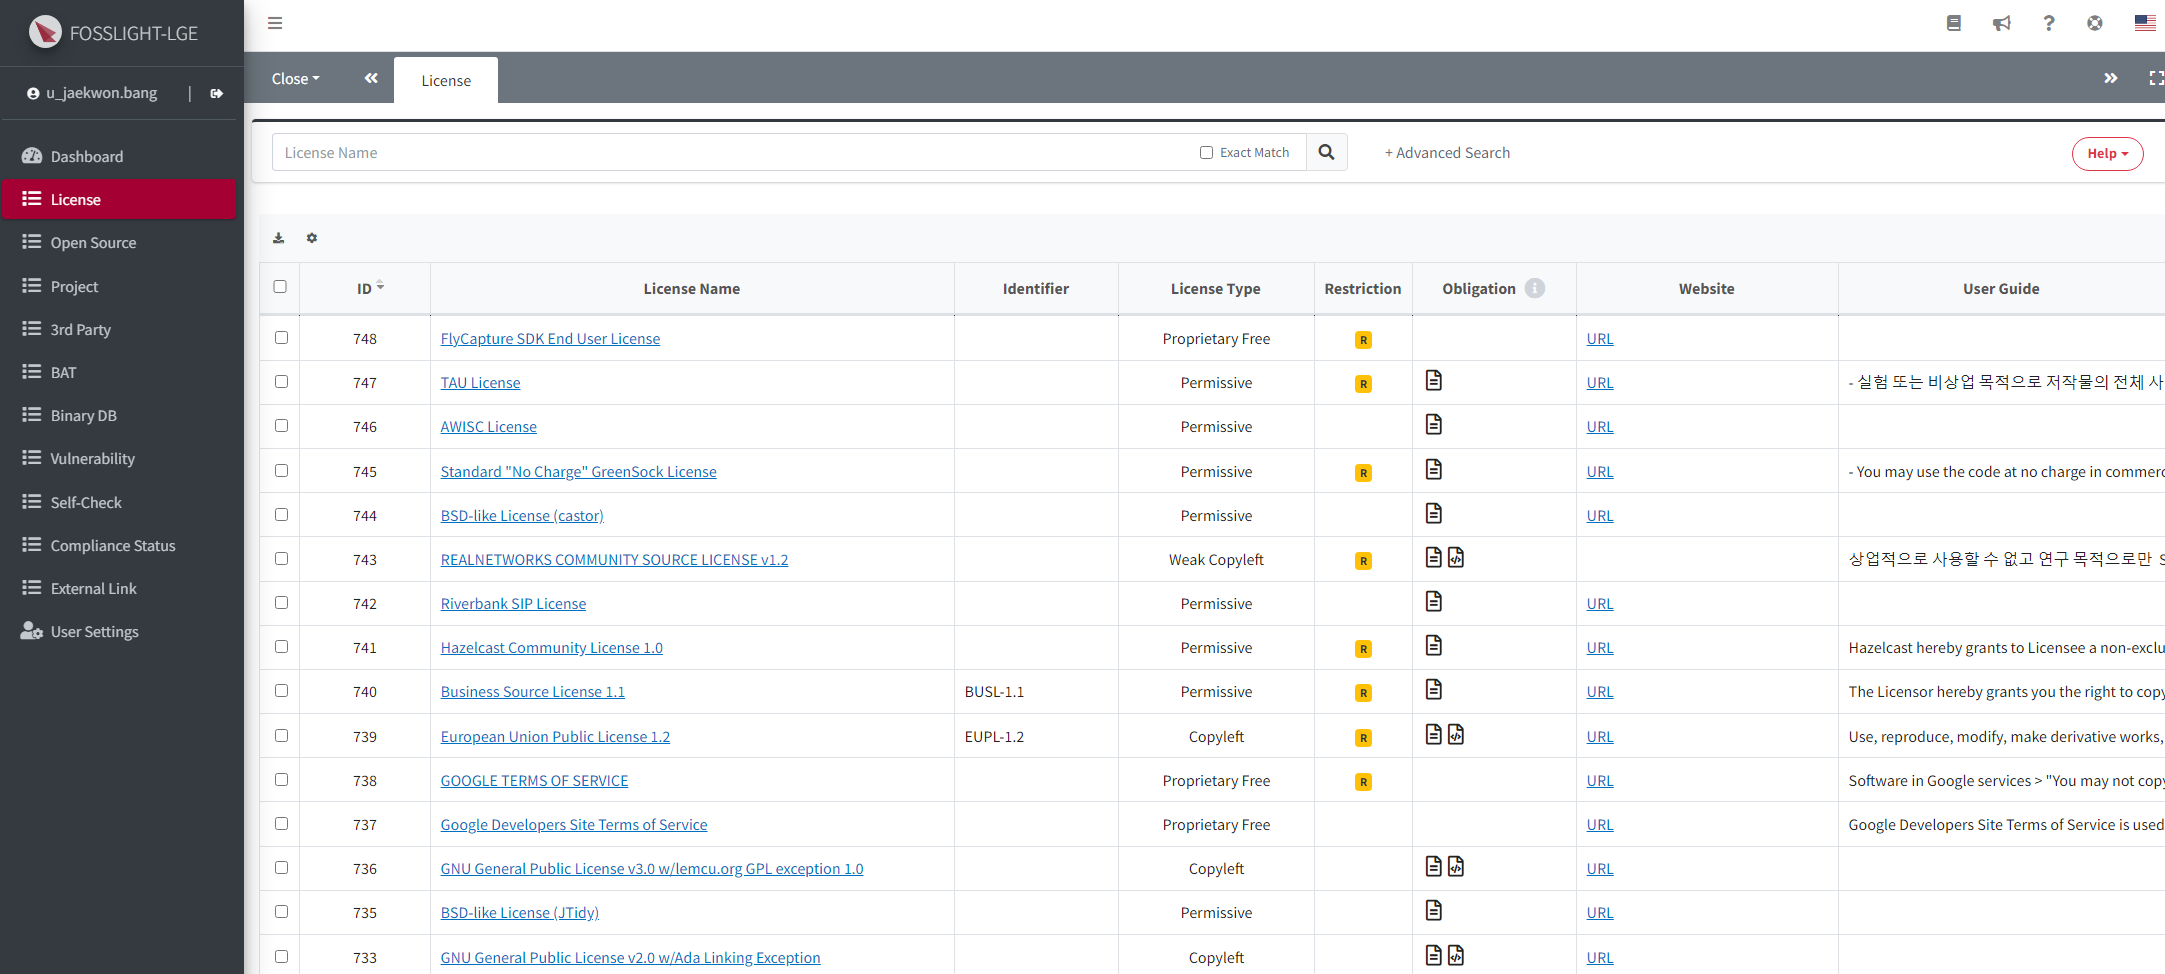 FOSSLIGHT-LGE
u_jaekwon.bang |
Close
License
License Name
Exact Match
+ Advanced Search
Help
Dashboard
License
Open Source
Project
3rd Party
BAT
Binary DB
Vulnerability
Self-Check
Compliance Status
External Link
User Settings
ID License Name Identifier License Type Restriction Obligation Website User Guide
748 FlyCapture SDK End User License Proprietary Free R URL
747 TAU License Permissive R URL - 실험 또는 비상업 목적으로 저작물의 전체 사
746 AWISC License Permissive URL
745 Standard "No Charge" GreenSock License Permissive R URL - You may use the code at no charge in commerc
744 BSD-like License (castor) Permissive URL
743 REALNETWORKS COMMUNITY SOURCE LICENSE v1.2 Weak Copyleft R 상업적으로 사용할 수 없고 연구 목적으로만 S
742 Riverbank SIP License Permissive URL
741 Hazelcast Community License 1.0 Permissive R URL Hazelcast hereby grants to Licensee a non-exclu
740 Business Source License 1.1 BUSL-1.1 Permissive R URL The Licensor hereby grants you the right to copy
739 European Union Public License 1.2 EUPL-1.2 Copyleft R URL Use, reproduce, modify, make derivative works,
738 GOOGLE TERMS OF SERVICE Proprietary Free R URL Software in Google services > "You may not copy
737 Google Developers Site Terms of Service Proprietary Free URL Google Developers Site Terms of Service is used
736 GNU General Public License v3.0 w/lemcu.org GPL exception 1.0 Copyleft URL
735 BSD-like License (JTidy) Permissive URL
733 GNU General Public License v2.0 w/Ada Linking Exception Copyleft URL